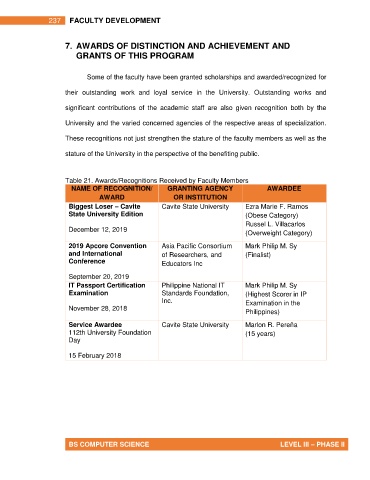 237 FACULTY DEVELOPMENT
7. AWARDS OF DISTINCTION AND ACHIEVEMENT AND
GRANTS OF THIS PROGRAM
Some of the faculty have been granted scholarships and awarded/recognized for
their outstanding work and loyal service in the University. Outstanding works and
significant contributions of the academic staff are also given recognition both by the
University and the varied concerned agencies of the respective areas of specialization.
These recognitions not just strengthen the stature of the faculty members as well as the
stature of the University in the perspective of the benefiting public.
Table 21. Awards/Recognitions Received by Faculty Members
NAME OF RECOGNITION/ AWARD
GRANTING AGENCY OR INSTITUTION
AWARDEE
Biggest Loser – Cavite
State University Edition
December 12, 2019
Cavite State University
Ezra Marie F. Ramos
(Obese Category)
Russel L. Villacarlos
(Overweight Category)
2019 Apcore Convention
and International
Conference
September 20, 2019
Asia Pacific Consortium
of Researchers, and
Educators Inc
Mark Philip M. Sy
(Finalist)
IT Passport Certification
Examination
November 28, 2018
Philippine National IT
Standards Foundation,
Inc.
Mark Philip M. Sy
(Highest Scorer in IP
Examination in the
Philippines)
Service Awardee
112th University Foundation
Day
15 February 2018
Cavite State University
Marlon R. Pereña
(15 years)
BS COMPUTER SCIENCE LEVEL III – PHASE II